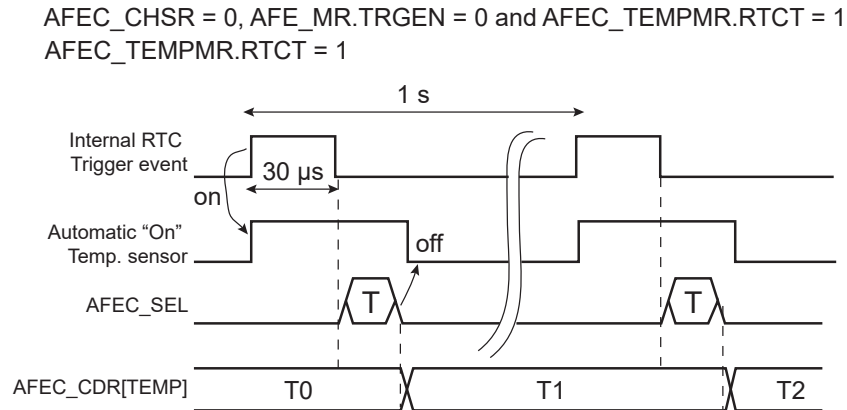 AFEC_CHSR = 0, AFE_MR.TRGEN = 0 and AFEC_TEMPMR.RTCT = 1
AFEC_TEMPMR.RTCT = 1
1 s
Internal RTC
Trigger event
30 µs
on
Automatic “On”
Temp. sensor
off
AFEC_SEL
T
T
AFEC_CDR[TEMP]
T0
T1
T2